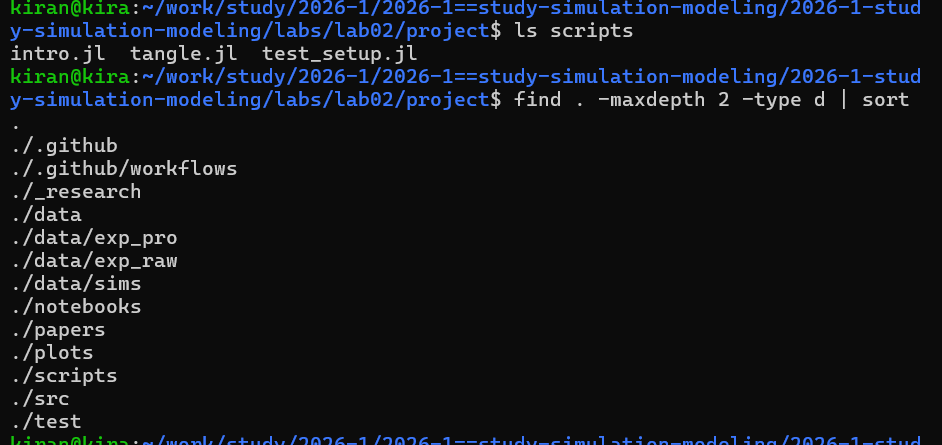 kiran@kira:~/work/study/2026-1/2026-1==study-simulation-modeling/2026-1-stud
y-simulation-modeling/labs/lab02/project$ ls scripts
intro.jl  tangle.jl  test_setup.jl
kiran@kira:~/work/study/2026-1/2026-1==study-simulation-modeling/2026-1-stud
y-simulation-modeling/labs/lab02/project$ find . -maxdepth 2 -type d | sort
.
./.github
./.github/workflows
./_research
./data
./data/exp_pro
./data/exp_raw
./data/sims
./notebooks
./papers
./plots
./scripts
./src
./test
kiran@kira:~/work/study/2026-1/2026-1==study-simulation-modeling/2026-1-stud